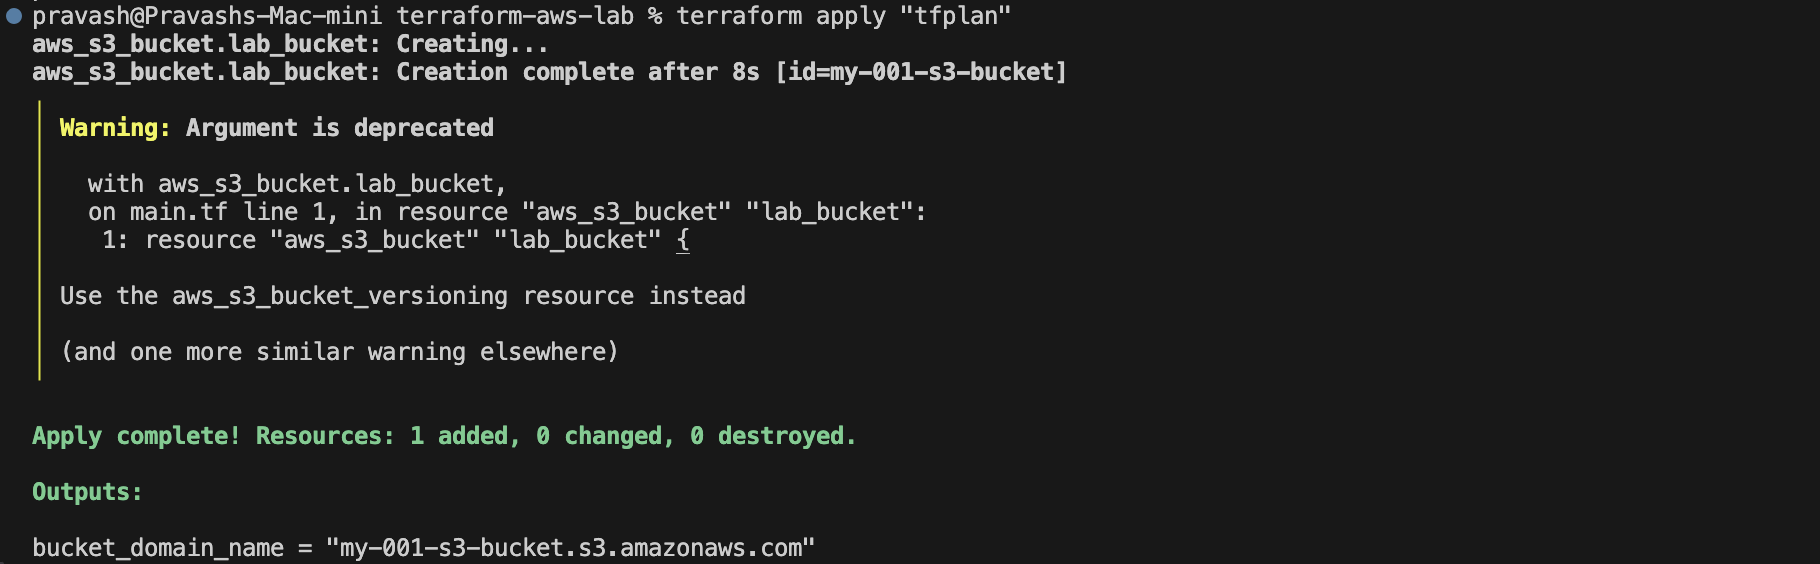 pravash@Pravashs-Mac-mini terraform-aws-lab % terraform apply "tfplan"
aws_s3_bucket.lab_bucket: Creating...
aws_s3_bucket.lab_bucket: Creation complete after 8s [id=my-001-s3-bucket]
Warning: Argument is deprecated
with aws_s3_bucket.lab_bucket,
on main.tf line 1, in resource "aws_s3_bucket" "lab_bucket":
1: resource "aws_s3_bucket" "lab_bucket" {
Use the aws_s3_bucket_versioning resource instead
(and one more similar warning elsewhere)
Apply complete! Resources: 1 added, 0 changed, 0 destroyed.
Outputs:
bucket_domain_name = "my-001-s3-bucket.s3.amazonaws.com"